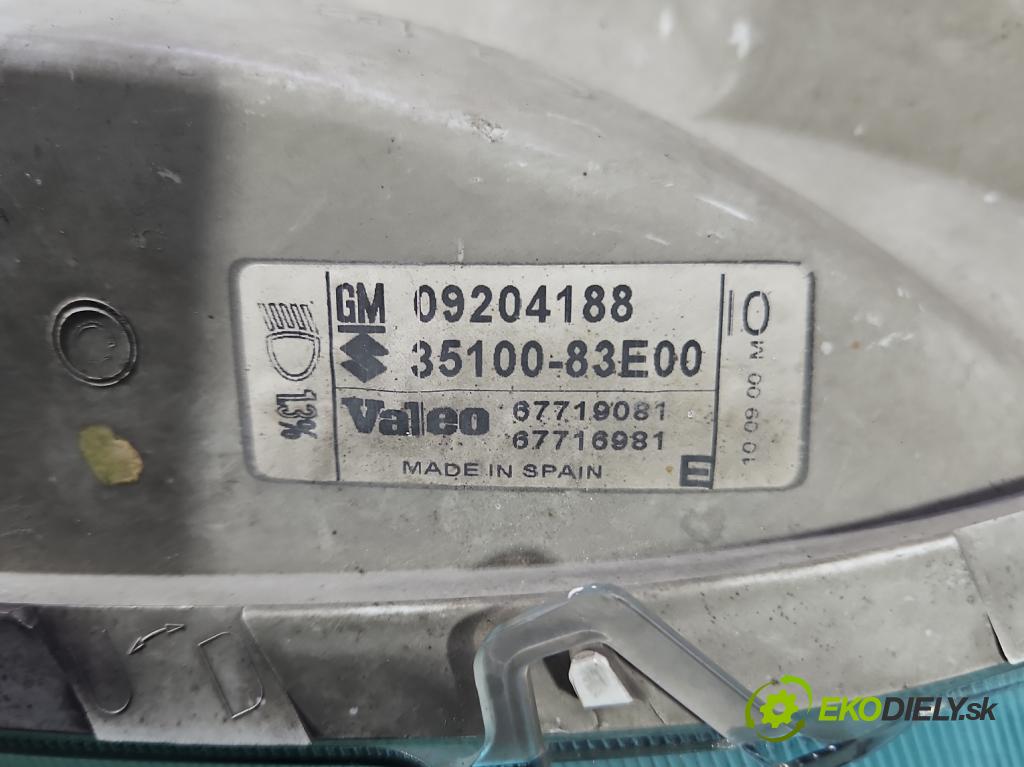 GM 09204188
35100-83E00
Valeo 67719081
67716981
MADE IN SPAIN
E
1.3%
10
10 09 00 M
EKODIELY.sk